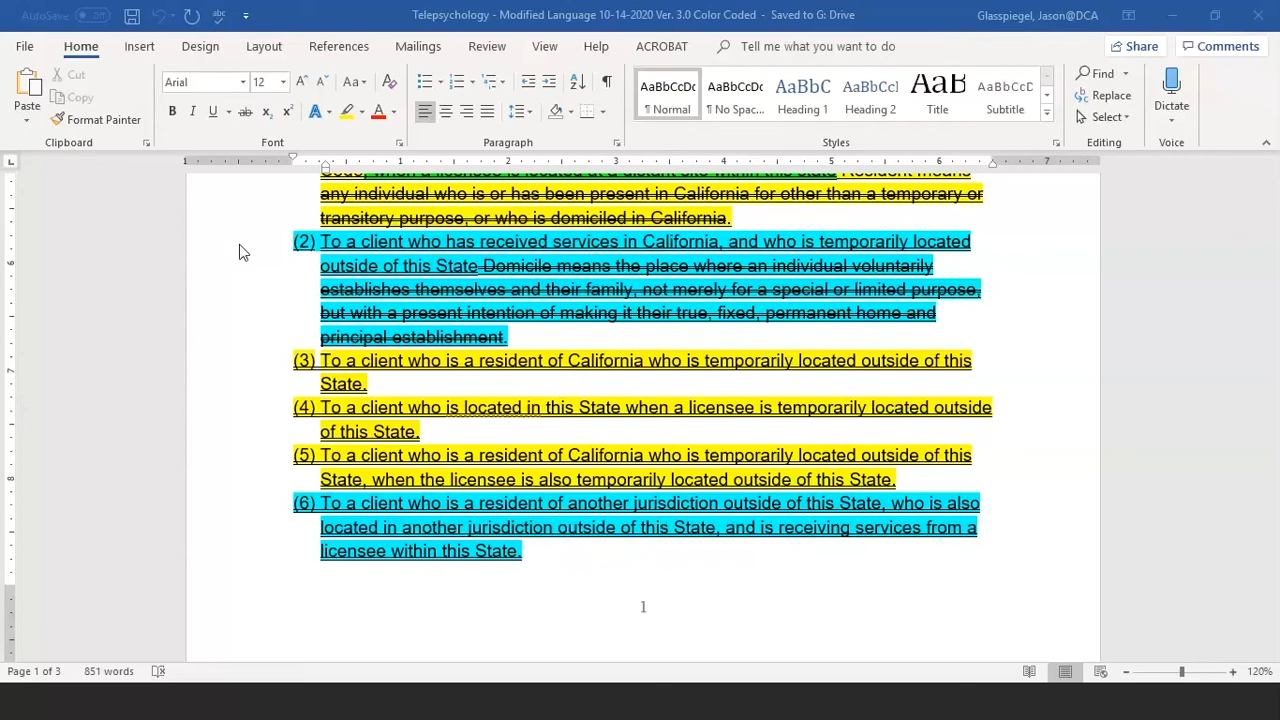 AutoSave Off Telepsychology - Modified Language 10-14-2020 Ver. 3.0 Color Coded - Saved to G: Drive Glasspiegel, Jason@DCA
File Home Insert Design Layout References Mailings Review View Help ACROBAT Tell me what you want to do Share Comments
Paste Cut Copy Format Painter
Arial 12
AaBbCcDc ¶ Normal AaBbCcDc ¶ No Spac... AaBbC Heading 1 AaBbCcI Heading 2 AaB Title AaBbCcD Subtitle
Find Replace Select Dictate
Clipboard Font Paragraph Styles Editing Voice
1 1 2 3 4 5 6 7
Code, when a licensee is located at a distant site within this state Resident means
any individual who is or has been present in California for other than a temporary or
transitory purpose, or who is domiciled in California.
(2) To a client who has received services in California, and who is temporarily located
outside of this State Domicile means the place where an individual voluntarily
establishes themselves and their family, not merely for a special or limited purpose,
but with a present intention of making it their true, fixed, permanent home and
principal establishment.
(3) To a client who is a resident of California who is temporarily located outside of this
State.
(4) To a client who is located in this State when a licensee is temporarily located outside
of this State.
(5) To a client who is a resident of California who is temporarily located outside of this
State, when the licensee is also temporarily located outside of this State.
(6) To a client who is a resident of another jurisdiction outside of this State, who is also
located in another jurisdiction outside of this State, and is receiving services from a
licensee within this State.
1
Page 1 of 3 851 words 120%